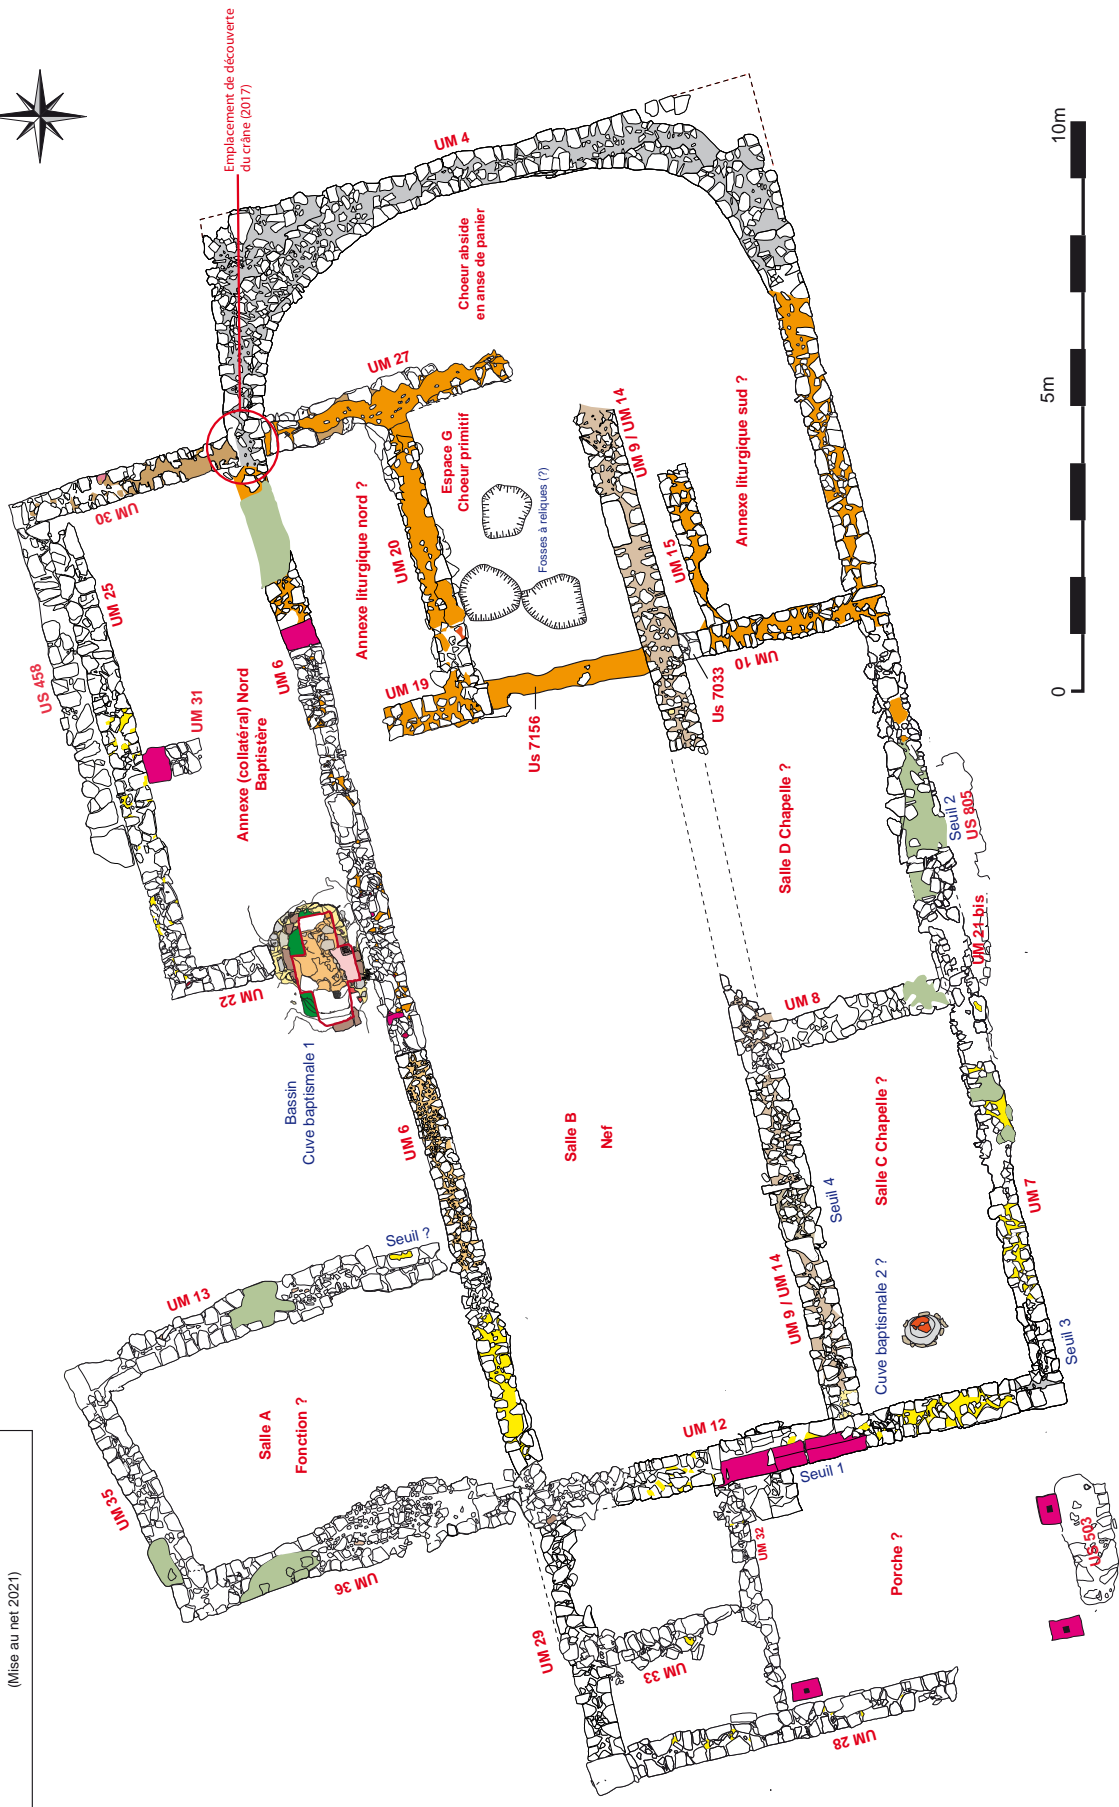 (Mise au net 2021)
Emplacement de découverte
du crâne (2017)
UM 4
10m
5m
0
Choeur abside
en anse de panier
UM 27
UM 30
UM 25
US 458
Annexe liturgique nord ?
Espace G
Choeur primitif
UM 20
Fosses à reliques (?)
UM 9 / UM 14
UM 15
Annexe liturgique sud ?
UM 6
UM 31
Annexe (collatéral) Nord
Baptistère
UM 19
Us 7156
Us 7033
UM 10
UM 22
Salle D Chapelle ?
Seuil 2
US 805
UM 21 bis
Bassin
Cuve baptismale 1
UM 6
UM 8
Salle B
Nef
Salle C Chapelle ?
Seuil 4
UM 7
Seuil ?
UM 13
UM 9 / UM 14
Cuve baptismale 2 ?
Seuil 3
Salle A
Fonction ?
UM 12
Seuil 1
UM 35
UM 36
UM 32
Porche ?
US 503
UM 29
UM 33
UM 28